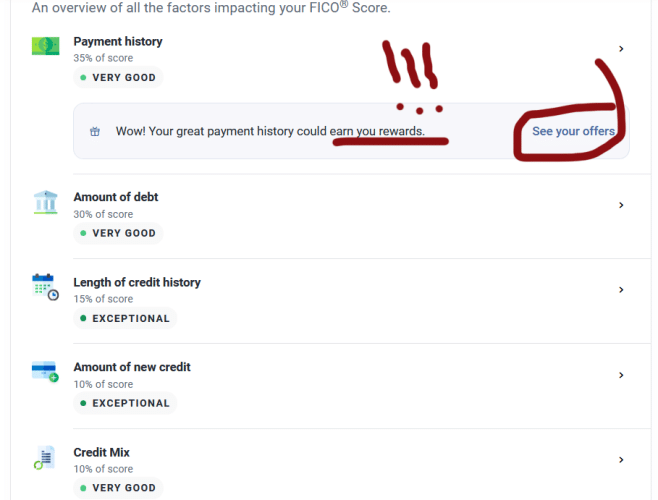 An overview of all the factors impacting your FICO® Score.
Payment history
35% of score
VERY GOOD
Wow! Your great payment history could earn you rewards.
See your offers
Amount of debt
30% of score
VERY GOOD
Length of credit history
15% of score
EXCEPTIONAL
Amount of new credit
10% of score
EXCEPTIONAL
Credit Mix
10% of score
VERY GOOD